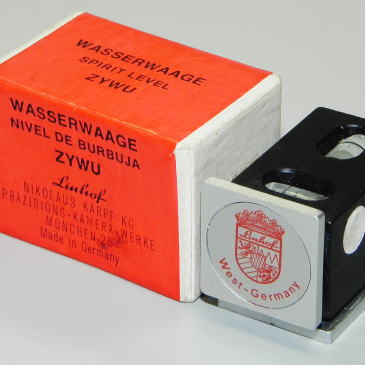 WASSERWAAGE
SPIRIT LEVEL
ZYWU
WASSERWAAGE
NIVEL DE BURBUJA
ZYWU
Linhof
NIKOLAUS KARPF KG
PRÄZISIONS-KAMERA-WERKE
MÜNCHEN 25
Made in Germany
Linhof
West-Germany